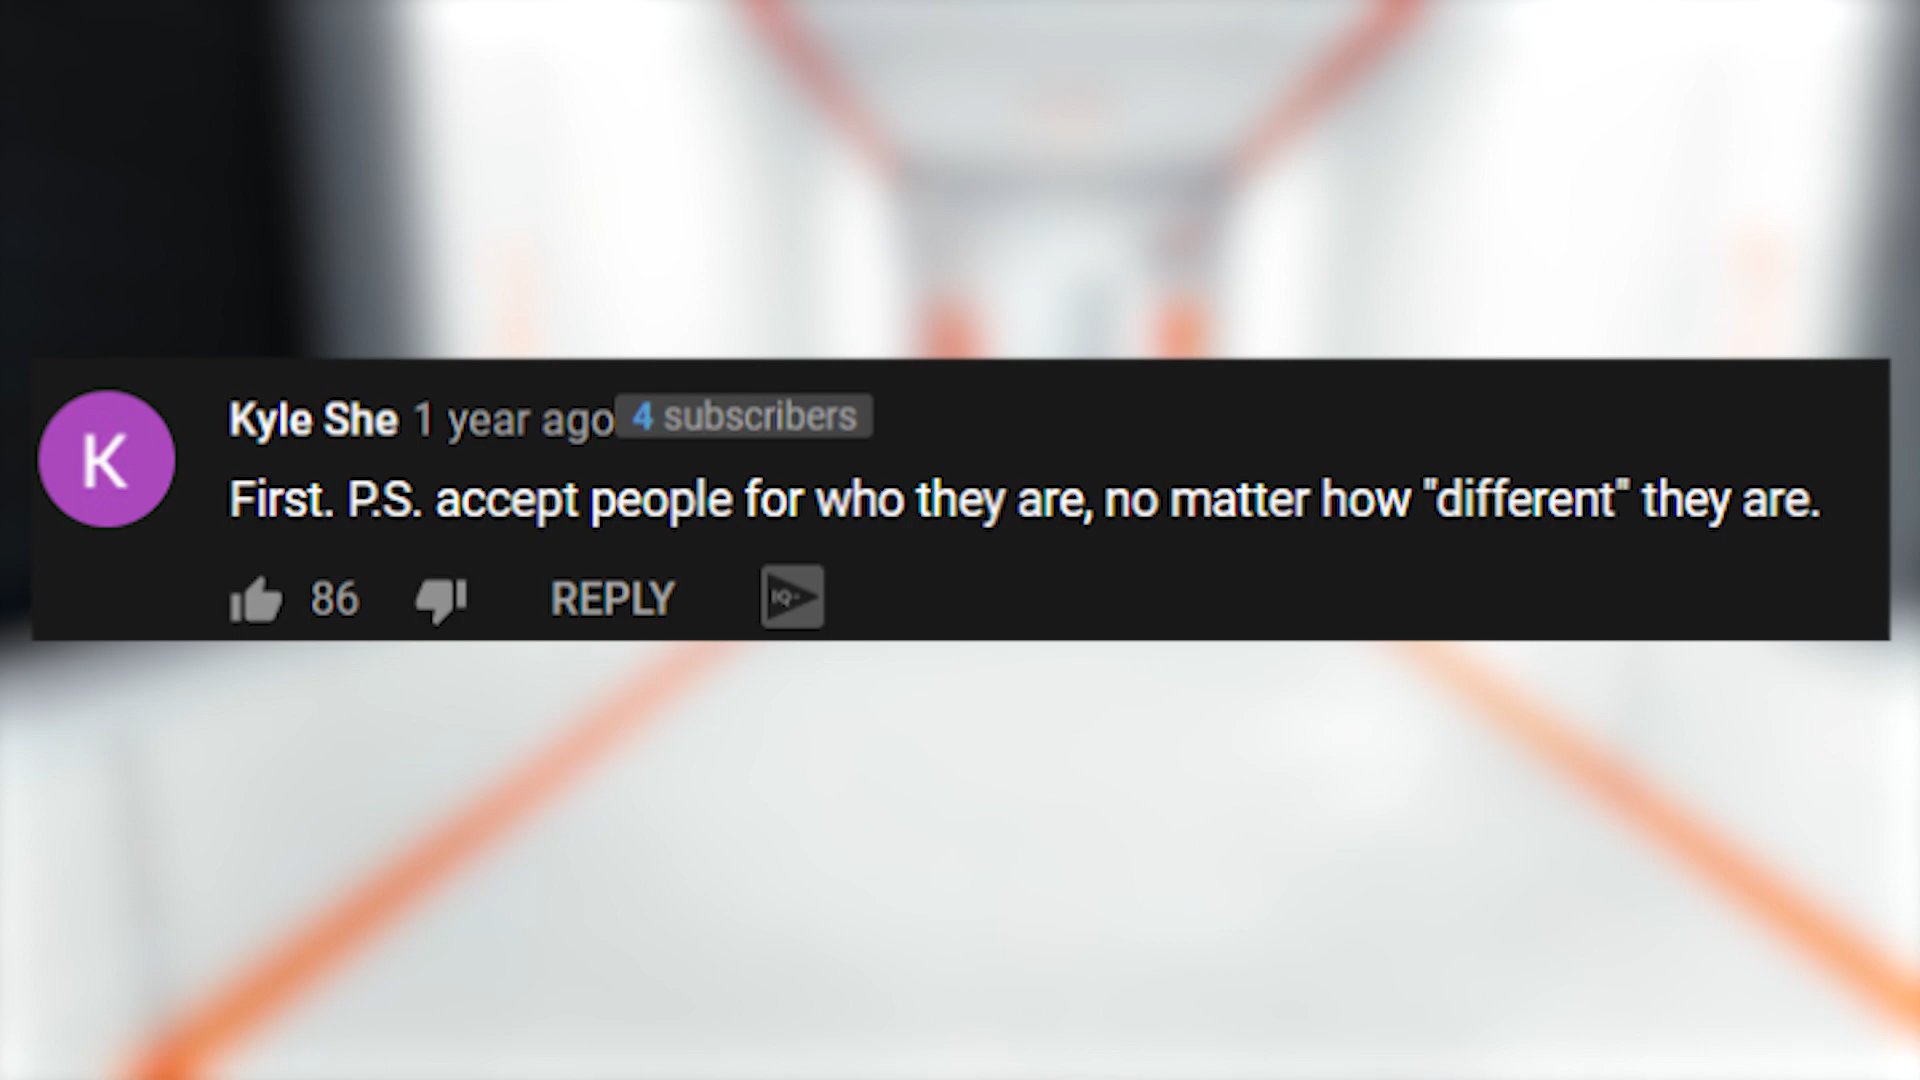 K
Kyle She 1 year ago 4 subscribers
First. P.S. accept people for who they are, no matter how "different" they are.
86 REPLY IQ